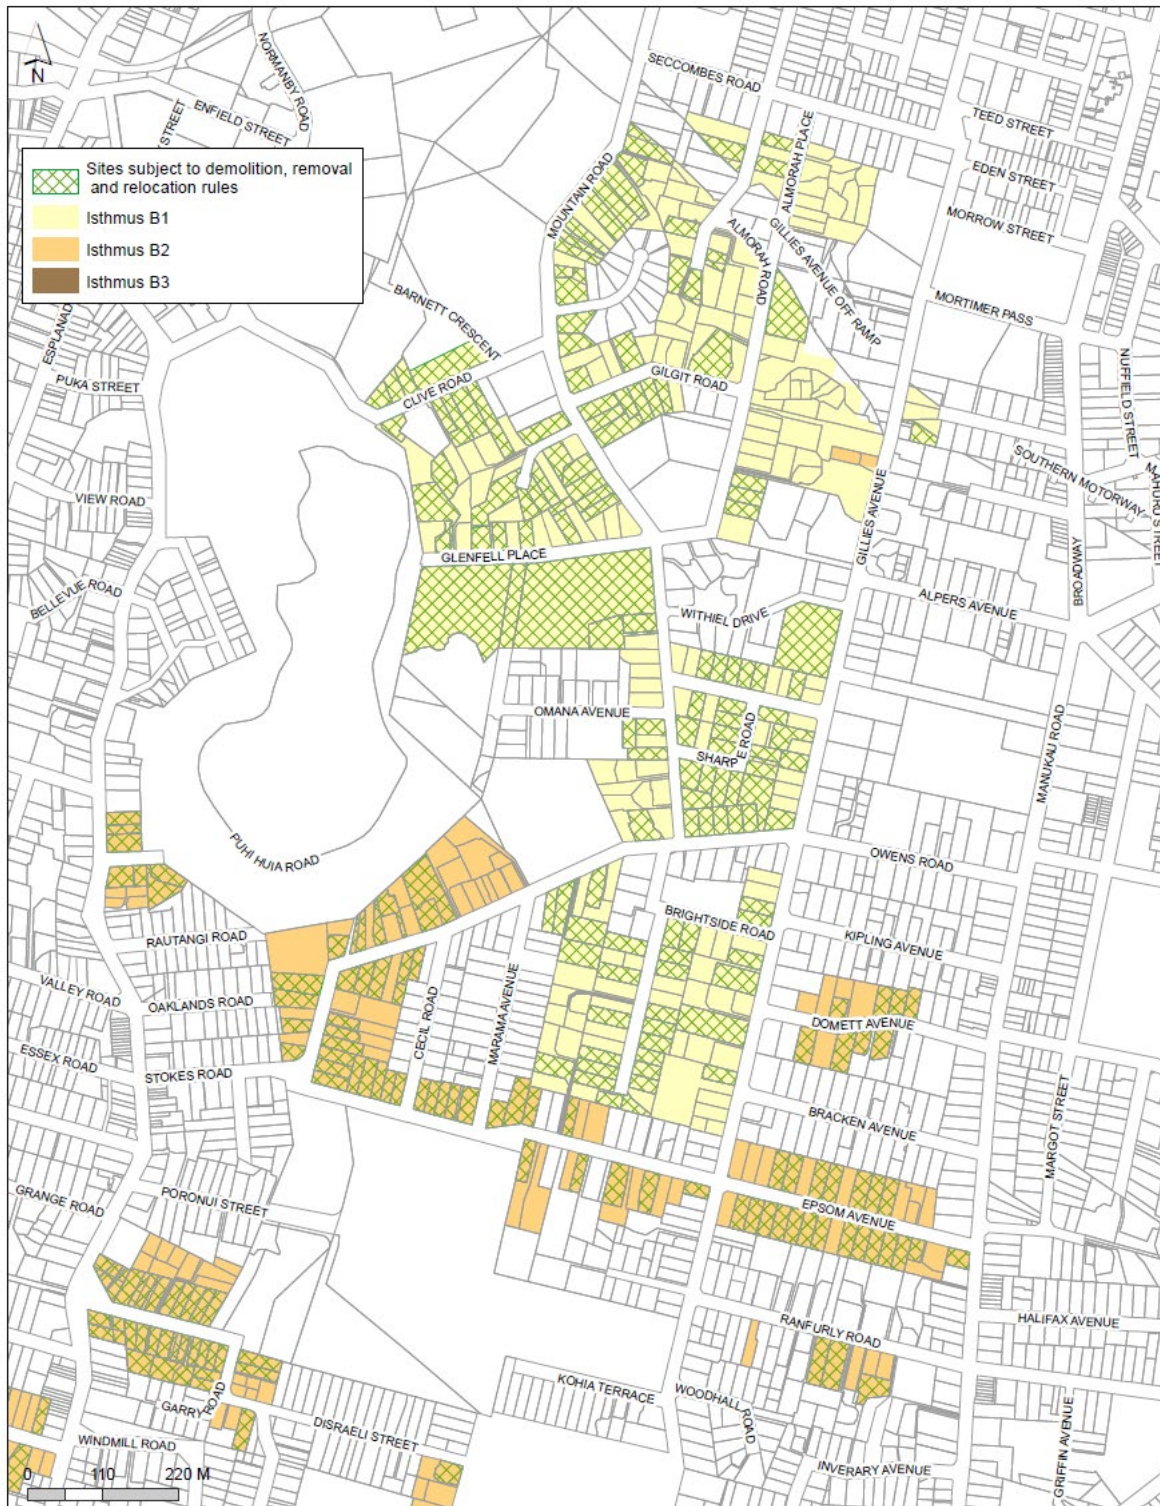 SECCOMBES ROAD
NORMANBY ROAD
N
ENFIELD STREET
STREET
TEED STREET
ALMORAH PLACE
Sites subject to demolition, removal
and relocation rules
Isthmus B1
Isthmus B2
Isthmus B3
EDEN STREET
MOUNTAIN ROAD
MORROW STREET
ALMORAH ROAD
GILLIES AVENUE OFF RAMP
BARNETT CRESCENT
MORTIMER PASS
ESPLANAD
PUKA STREET
CLIVE ROAD
GILGIT ROAD
NUFFIELD STREET
VIEW ROAD
SOUTHERN MOTORWAY
MAHURU STREET
GILLIES AVENUE
GLENFELL PLACE
BROADWAY
BELLEVUE ROAD
WITHIEL DRIVE
ALPERS AVENUE
OMANA AVENUE
E ROAD
SHARP
MANUKAU ROAD
PUHI HUIA ROAD
OWENS ROAD
BRIGHTSIDE ROAD
RAUTANGI ROAD
KIPLING AVENUE
VALLEY ROAD
OAKLANDS ROAD
CECIL ROAD
MARAMA AVENUE
DOMETT AVENUE
ESSEX ROAD
STOKES ROAD
BRACKEN AVENUE
MARGOT STREET
GRANGE ROAD
PORONUI STREET
EPSOM AVENUE
RANFURLY ROAD
HALIFAX AVENUE
KOHIA TERRACE
WOODHALL ROAD
GARRY ROAD
DISRAELI STREET
WINDMILL ROAD
INVERARY AVENUE
GRIFFIN AVENUE
0 110 220 M